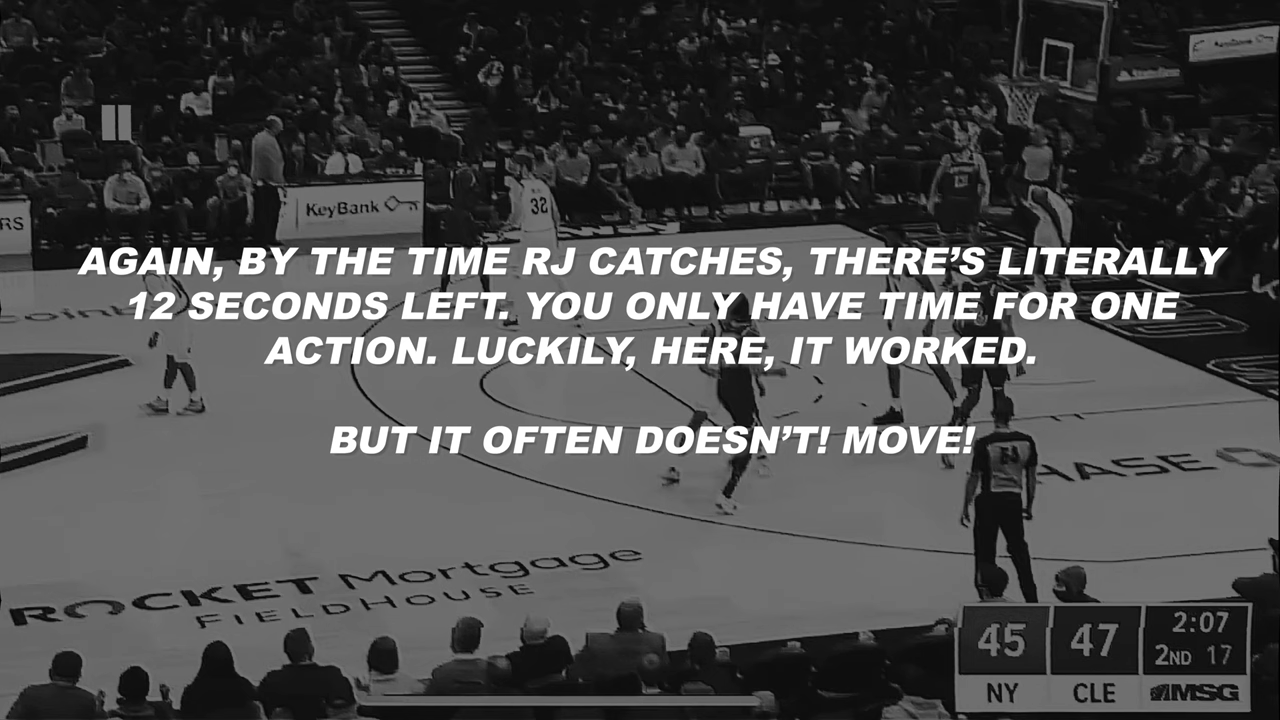 RS
KeyBank
32
AGAIN, BY THE TIME RJ CATCHES, THERE'S LITERALLY
12 SECONDS LEFT. YOU ONLY HAVE TIME FOR ONE
ACTION. LUCKILY, HERE, IT WORKED.
BUT IT OFTEN DOESN'T! MOVE!
HASE
ROCKET Mortgage
FIELDHOUSE
45 47 2:07
2ND 17
NY CLE MSG